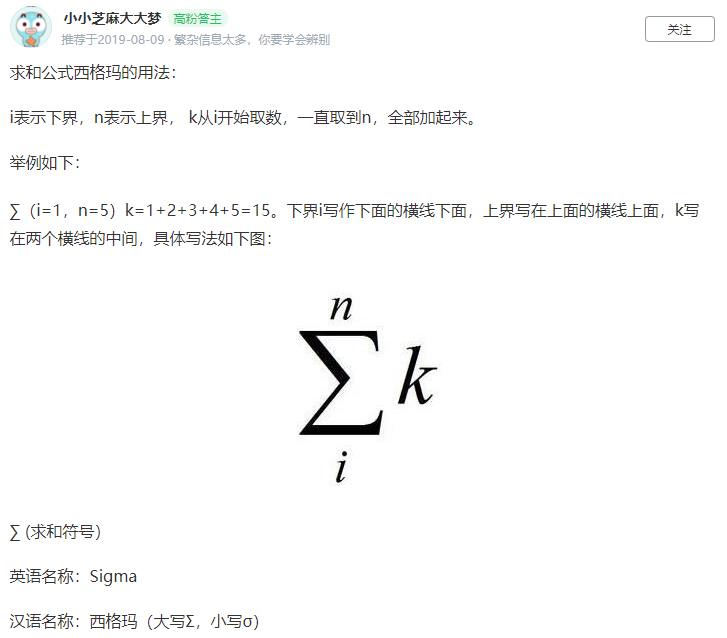 小小芝麻大大梦 高粉答主
推荐于2019-08-09 · 繁杂信息太多，你要学会辨别
关注
求和公式西格玛的用法：
i表示下界，n表示上界， k从i开始取数，一直取到n，全部加起来。
举例如下：
∑（i=1，n=5）k=1+2+3+4+5=15。下界i写作下面的横线下面，上界写在上面的横线上面，k写
在两个横线的中间，具体写法如下图：
n
∑ k
i
∑ (求和符号)
英语名称：Sigma
汉语名称：西格玛（大写Σ，小写σ）